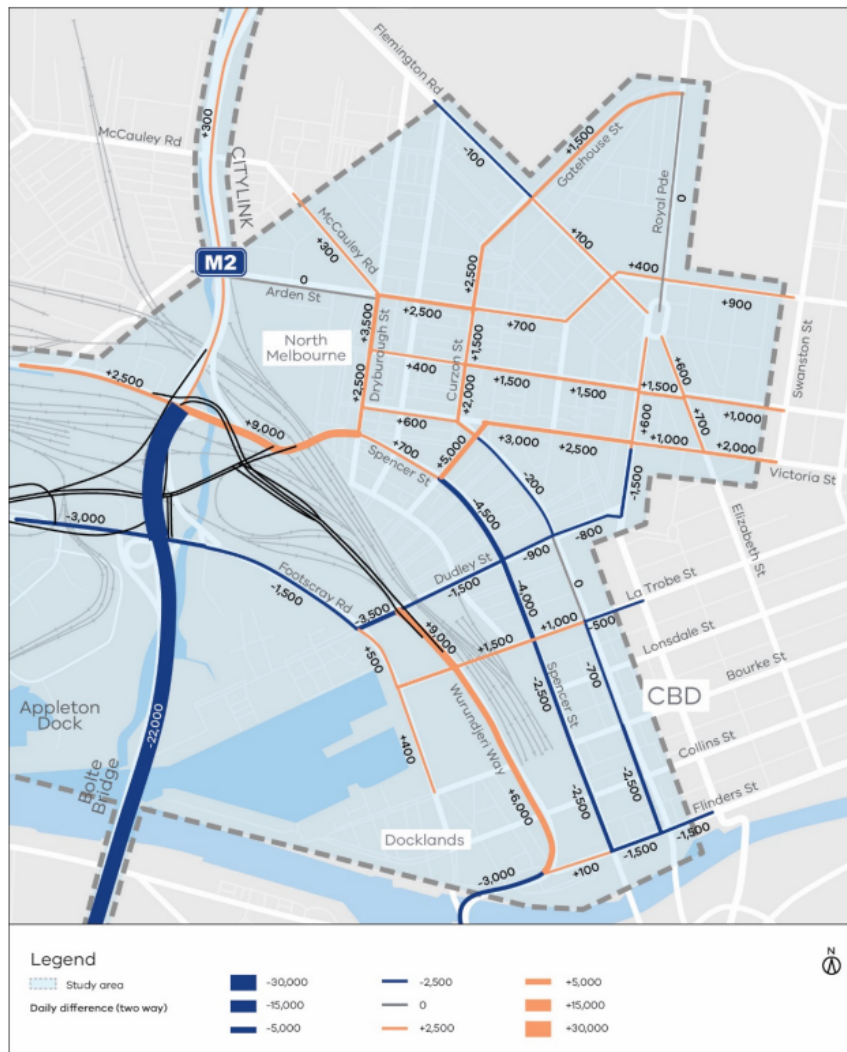 Flemington Rd
+300
McCauley Rd
CITYLINK
-100
+1,500
Gatehouse St
Royal Pde
0
McCauley Rd
+300
+100
M2
0
Arden St
+2,500
+400
+900
Swanston St
North
Melbourne
+3,500
Dryburgh St
+2,500
+700
Curzon St
+1,500
+2,500
+400
+1,500
+1,500
+1,500
+600
+1,000
+2,500
+9,000
+2,000
+600
+700
+5,000
+3,000
+2,500
+600
+700
+1,000
+2,000
Victoria St
Spencer St
-200
-1,500
-4,500
-3,000
-800
-900
Elizabeth St
Dudley St
-1,500
Footscray Rd
-1,500
0
La Trobe St
-3,500
+9,000
-4,000
+1,000
-500
+1,500
Lonsdale St
+500
Spencer St
-700
Bourke St
-2,500
CBD
Appleton
Dock
-22,000
Wurundjeri Way
Collins St
+400
Bolte
Bridge
+6,000
-2,500
-2,500
Flinders St
Docklands
-1,500
-1,500
-3,000
+100
Legend
N
Study area
Daily difference (two way)
-30,000
-2,500
+5,000
-15,000
0
+15,000
-5,000
+2,500
+30,000